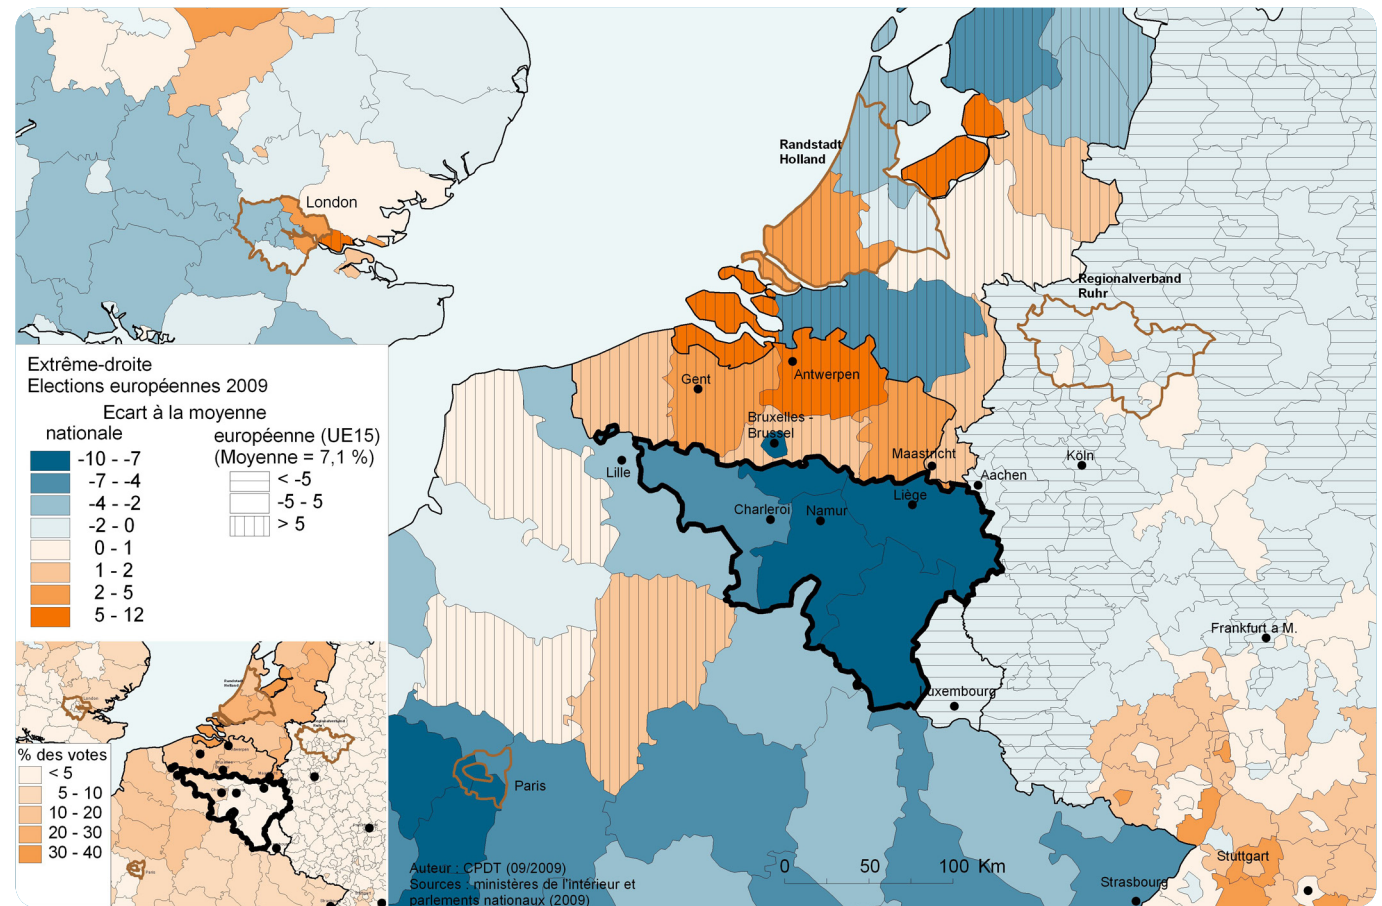 London
Randstadt
Holland
Regionalverband
Ruhr
Extrême-droite
Elections européennes 2009
Ecart à la moyenne
nationale
européenne (UE15)
(Moyenne = 7,1 %)
-10 - -7
-7 - -4
-4 - -2
-2 - 0
0 - 1
1 - 2
2 - 5
5 - 12
< -5
-5 - 5
> 5
Gent
Antwerpen
Bruxelles -
Brussel
Lille
Maastricht
Aachen
Köln
Liège
Charleroi
Namur
Frankfurt a M.
Luxembourg
Paris
Stuttgart
Strasbourg
0 50 100 Km
Auteur : CPDT (09/2009)
Sources : ministères de l'intérieur et
parlements nationaux (2009)
% des votes
< 5
5 - 10
10 - 20
20 - 30
30 - 40